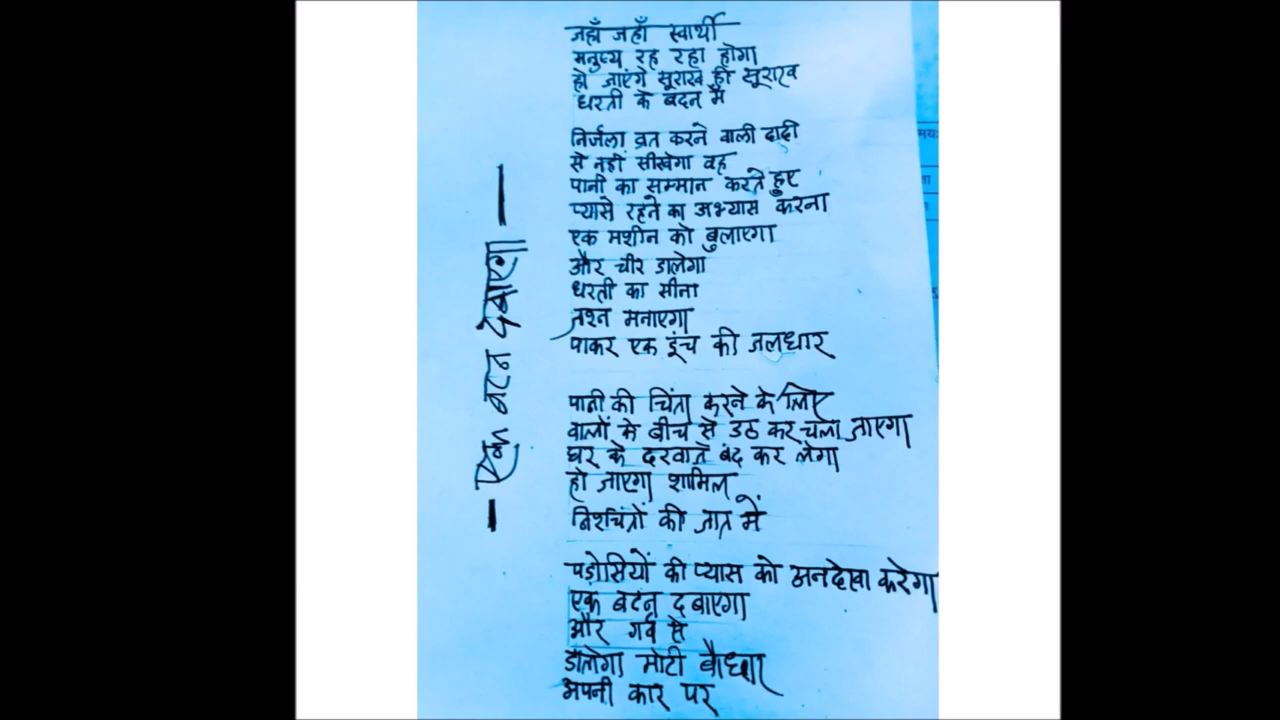 एक बटन दबाएगा
जहाँ जहाँ स्वार्थी
मनुष्य रह रहा होगा
हो जाएंगे सूराख ही सूराख
धरती के बदन में
निर्जला व्रत करने वाली दादी
से नहीं सीखेगा वह
पानी का सम्मान करते हुए
प्यासे रहने का अभ्यास करना
एक मशीन को बुलाएगा
और चीर डालेगा
धरती का सीना
जश्न मनाएगा
पाकर एक इंच की जलधार
पानी की चिंता करने के लिए
वालों के बीच से उठ कर चला जाएगा
घर के दरवाजे बंद कर लेगा
हो जाएगा शामिल
निश्चिंतों की जात में
पड़ोसियों की प्यास को अनदेखा करेगा
एक बटन दबाएगा
और गर्व से
डालेगा मोटी बौछार
अपनी कार पर